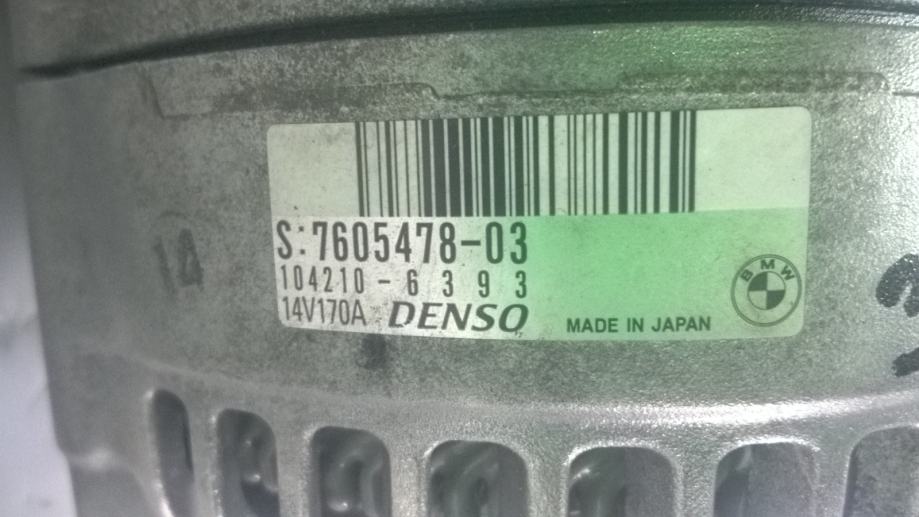 S:7605478-03
104210-6393
14V170A DENSO MADE IN JAPAN
BMW
14